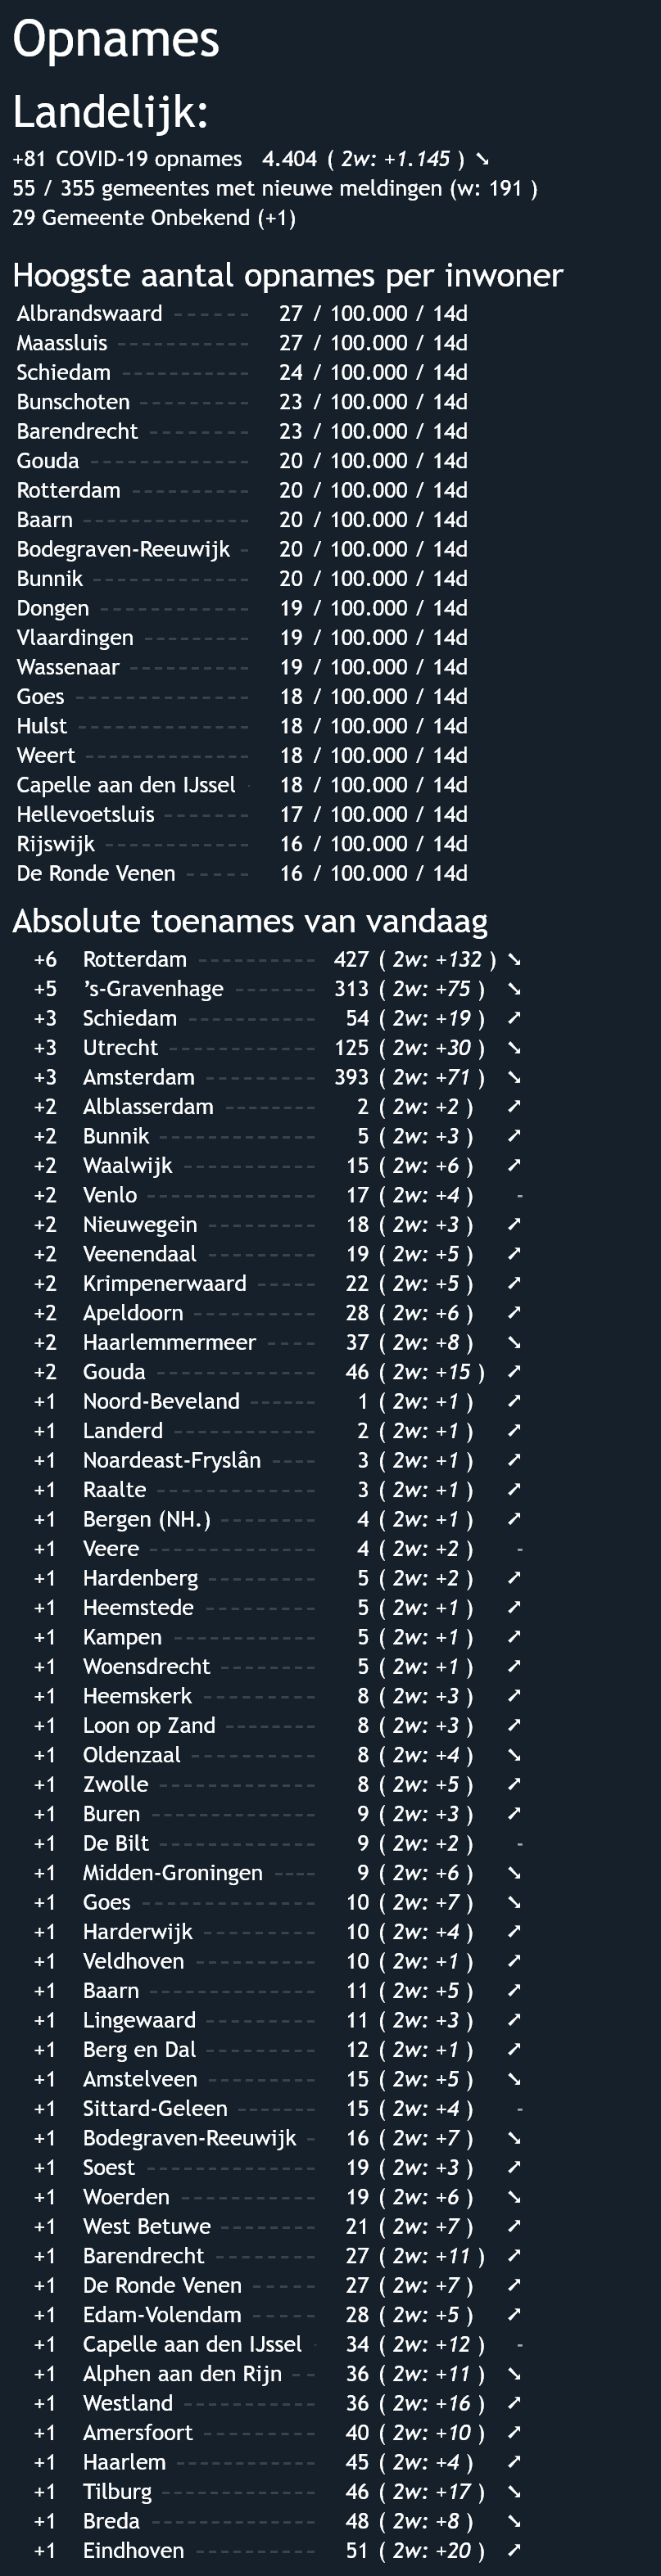 Opnames
Landelijk:
+81 COVID-19 opnames 4.404 ( 2w: +1.145 ) ➘
55 / 355 gemeentes met nieuwe meldingen (w: 191 )
29 Gemeente Onbekend (+1)
Hoogste aantal opnames per inwoner
Albrandswaard ------ 27 / 100.000 / 14d
Maassluis ----------- 27 / 100.000 / 14d
Schiedam ---------- 24 / 100.000 / 14d
Bunschoten --------- 23 / 100.000 / 14d
Barendrecht -------- 23 / 100.000 / 14d
Gouda ------------- 20 / 100.000 / 14d
Rotterdam ---------- 20 / 100.000 / 14d
Baarn -------------- 20 / 100.000 / 14d
Bodegraven-Reeuwijk - 20 / 100.000 / 14d
Bunnik ------------- 20 / 100.000 / 14d
Dongen ------------ 19 / 100.000 / 14d
Vlaardingen --------- 19 / 100.000 / 14d
Wassenaar ---------- 19 / 100.000 / 14d
Goes -------------- 18 / 100.000 / 14d
Hulst -------------- 18 / 100.000 / 14d
Weert ------------- 18 / 100.000 / 14d
Capelle aan den IJssel - 18 / 100.000 / 14d
Hellevoetsluis ------- 17 / 100.000 / 14d
Rijswijk ------------ 16 / 100.000 / 14d
De Ronde Venen ----- 16 / 100.000 / 14d
Absolute toenames van vandaag
+6 Rotterdam ---------- 427 ( 2w: +132 ) ➘
+5 ’s-Gravenhage ------- 313 ( 2w: +75 ) ➘
+3 Schiedam ----------- 54 ( 2w: +19 ) ➚
+3 Utrecht ------------ 125 ( 2w: +30 ) ➘
+3 Amsterdam --------- 393 ( 2w: +71 ) ➘
+2 Alblasserdam -------- 2 ( 2w: +2 ) ➚
+2 Bunnik ------------- 5 ( 2w: +3 ) ➚
+2 Waalwijk ----------- 15 ( 2w: +6 ) ➚
+2 Venlo -------------- 17 ( 2w: +4 ) -
+2 Nieuwegein --------- 18 ( 2w: +3 ) ➚
+2 Veenendaal --------- 19 ( 2w: +5 ) ➚
+2 Krimpenerwaard ----- 22 ( 2w: +5 ) ➚
+2 Apeldoorn ---------- 28 ( 2w: +6 ) ➚
+2 Haarlemmermeer ---- 37 ( 2w: +8 ) ➘
+2 Gouda ------------- 46 ( 2w: +15 ) ➚
+1 Noord-Beveland ------ 1 ( 2w: +1 ) ➚
+1 Landerd ------------ 2 ( 2w: +1 ) ➚
+1 Noardeast-Fryslân ---- 3 ( 2w: +1 ) ➚
+1 Raalte ------------- 3 ( 2w: +1 ) ➚
+1 Bergen (NH.) -------- 4 ( 2w: +1 ) ➚
+1 Veere -------------- 4 ( 2w: +2 ) -
+1 Hardenberg --------- 5 ( 2w: +2 ) ➚
+1 Heemstede --------- 5 ( 2w: +1 ) ➚
+1 Kampen ------------ 5 ( 2w: +1 ) ➚
+1 Woensdrecht -------- 5 ( 2w: +1 ) ➚
+1 Heemskerk ---------- 8 ( 2w: +3 ) ➚
+1 Loon op Zand -------- 8 ( 2w: +3 ) ➚
+1 Oldenzaal ----------- 8 ( 2w: +4 ) ➘
+1 Zwolle ------------- 8 ( 2w: +5 ) ➚
+1 Buren -------------- 9 ( 2w: +3 ) ➚
+1 De Bilt ------------- 9 ( 2w: +2 ) -
+1 Midden-Groningen ---- 9 ( 2w: +6 ) ➘
+1 Goes -------------- 10 ( 2w: +7 ) ➘
+1 Harderwijk ---------- 10 ( 2w: +4 ) ➚
+1 Veldhoven ---------- 10 ( 2w: +1 ) ➚
+1 Baarn -------------- 11 ( 2w: +5 ) ➚
+1 Lingewaard ---------- 11 ( 2w: +3 ) ➚
+1 Berg en Dal --------- 12 ( 2w: +1 ) ➚
+1 Amstelveen --------- 15 ( 2w: +5 ) ➘
+1 Sittard-Geleen ------- 15 ( 2w: +4 ) -
+1 Bodegraven-Reeuwijk - 16 ( 2w: +7 ) ➘
+1 Soest -------------- 19 ( 2w: +3 ) ➚
+1 Woerden ----------- 19 ( 2w: +6 ) ➘
+1 West Betuwe -------- 21 ( 2w: +7 ) ➚
+1 Barendrecht --------- 27 ( 2w: +11 ) ➚
+1 De Ronde Venen ------ 27 ( 2w: +7 ) ➚
+1 Edam-Volendam ----- 28 ( 2w: +5 ) ➚
+1 Capelle aan den IJssel - 34 ( 2w: +12 ) -
+1 Alphen aan den Rijn -- 36 ( 2w: +11 ) ➘
+1 Westland ----------- 36 ( 2w: +16 ) ➚
+1 Amersfoort --------- 40 ( 2w: +10 ) ➚
+1 Haarlem ----------- 45 ( 2w: +4 ) ➚
+1 Tilburg ------------- 46 ( 2w: +17 ) ➘
+1 Breda -------------- 48 ( 2w: +8 ) ➘
+1 Eindhoven ---------- 51 ( 2w: +20 ) ➚